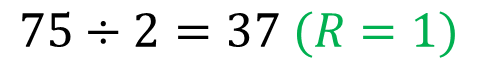 75 ÷ 2 = 37 (R = 1)